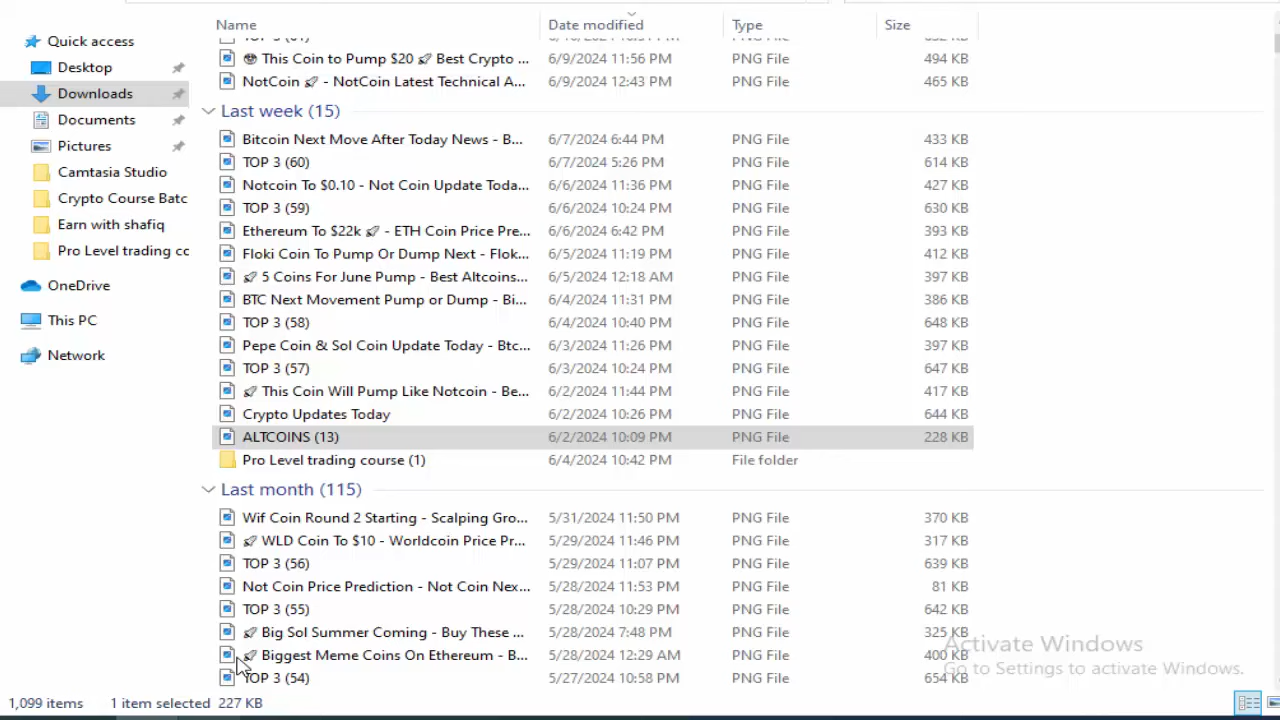 Name Date modified Type Size
Quick access
Desktop
Downloads
Documents
Pictures
Camtasia Studio
Crypto Course Batc
Earn with shafiq
Pro Level trading cc
OneDrive
This PC
Network
🤓 This Coin to Pump $20 🚀 Best Crypto ... 6/9/2024 11:56 PM PNG File 494 KB
NotCoin 🚀 - NotCoin Latest Technical A... 6/9/2024 12:43 PM PNG File 465 KB
Last week (15)
Bitcoin Next Move After Today News - B... 6/7/2024 6:44 PM PNG File 433 KB
TOP 3 (60) 6/7/2024 5:26 PM PNG File 614 KB
Notcoin To $0.10 - Not Coin Update Toda... 6/6/2024 11:36 PM PNG File 427 KB
TOP 3 (59) 6/6/2024 10:24 PM PNG File 630 KB
Ethereum To $22k 🚀 - ETH Coin Price Pre... 6/6/2024 6:42 PM PNG File 393 KB
Floki Coin To Pump Or Dump Next - Flok... 6/5/2024 11:19 PM PNG File 412 KB
🚀 5 Coins For June Pump - Best Altcoins... 6/5/2024 12:18 AM PNG File 397 KB
BTC Next Movement Pump or Dump - Bi... 6/4/2024 11:31 PM PNG File 386 KB
TOP 3 (58) 6/4/2024 10:40 PM PNG File 648 KB
Pepe Coin & Sol Coin Update Today - Btc... 6/3/2024 11:26 PM PNG File 397 KB
TOP 3 (57) 6/3/2024 10:24 PM PNG File 647 KB
🚀 This Coin Will Pump Like Notcoin - Be... 6/2/2024 11:44 PM PNG File 417 KB
Crypto Updates Today 6/2/2024 10:26 PM PNG File 644 KB
ALTCOINS (13) 6/2/2024 10:09 PM PNG File 228 KB
Pro Level trading course (1) 6/4/2024 10:42 PM File folder
Last month (115)
Wif Coin Round 2 Starting - Scalping Gro... 5/31/2024 11:50 PM PNG File 370 KB
🚀 WLD Coin To $10 - Worldcoin Price Pr... 5/29/2024 11:46 PM PNG File 317 KB
TOP 3 (56) 5/29/2024 11:07 PM PNG File 639 KB
Not Coin Price Prediction - Not Coin Nex... 5/28/2024 11:53 PM PNG File 81 KB
TOP 3 (55) 5/28/2024 10:29 PM PNG File 642 KB
🚀 Big Sol Summer Coming - Buy These ... 5/28/2024 7:48 PM PNG File 325 KB
🚀 Biggest Meme Coins On Ethereum - B... 5/28/2024 12:29 AM PNG File 400 KB
TOP 3 (54) 5/27/2024 10:58 PM PNG File 654 KB
Activate Windows
Go to Settings to activate Windows.
1,099 items 1 item selected 227 KB